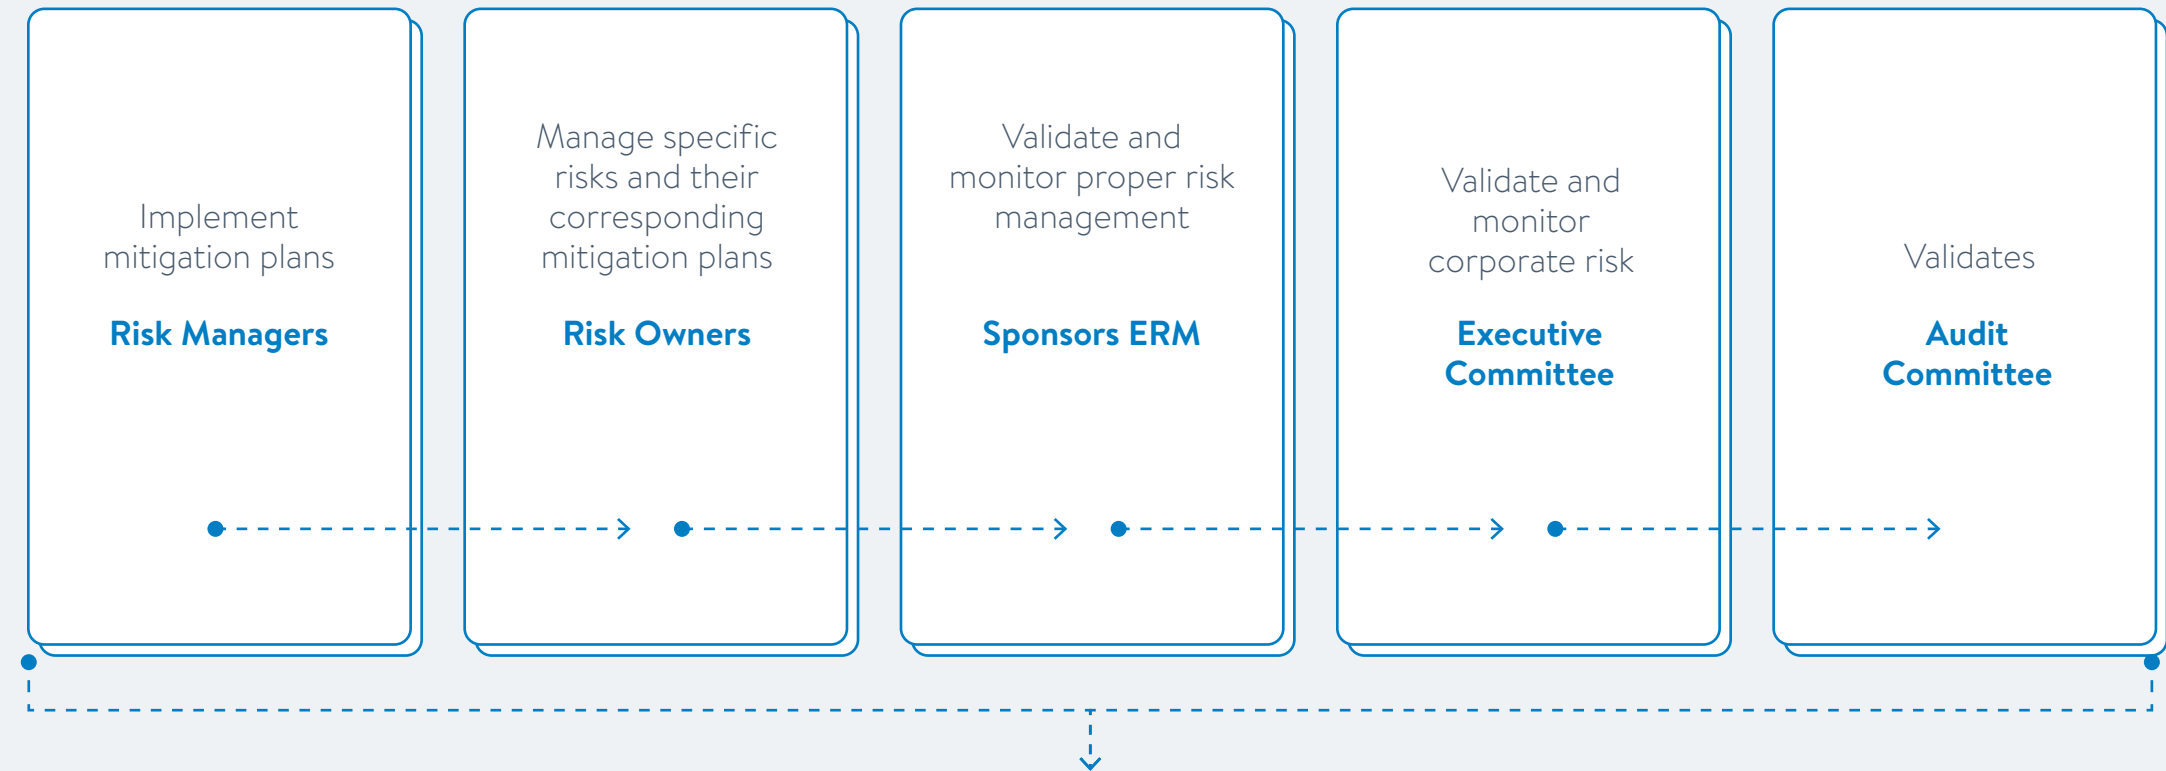 Implement
mitigation plans
Risk Managers
Manage specific
risks and their
corresponding
mitigation plans
Risk Owners
Validate and
monitor proper risk
management
Sponsors ERM
Validate and
monitor
corporate risk
Executive
Committee
Validates
Audit
Committee